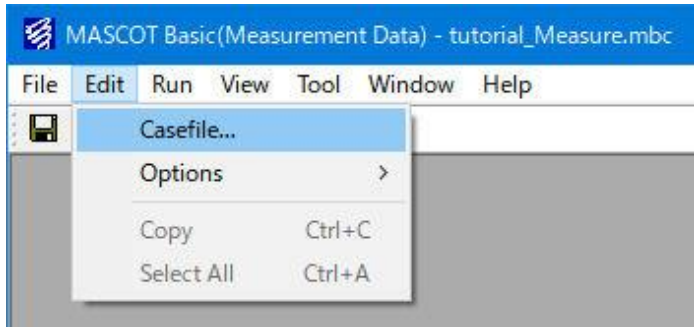 MASCOT Basic(Measurement Data) - tutorial_Measure.mbc
File Edit Run View Tool Window Help
Casefile...
Options >
Copy Ctrl+C
Select All Ctrl+A